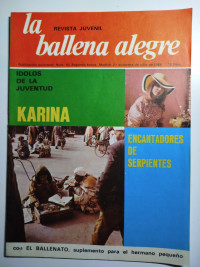 la
REVISTA JUVENIL
ballena alegre
IDOLOS
DE LA
JUVENTUD
KARINA
ENCANTADORES
DE
SERPIENTES
con EL BALLENATO, suplemento para el hermano pequeño